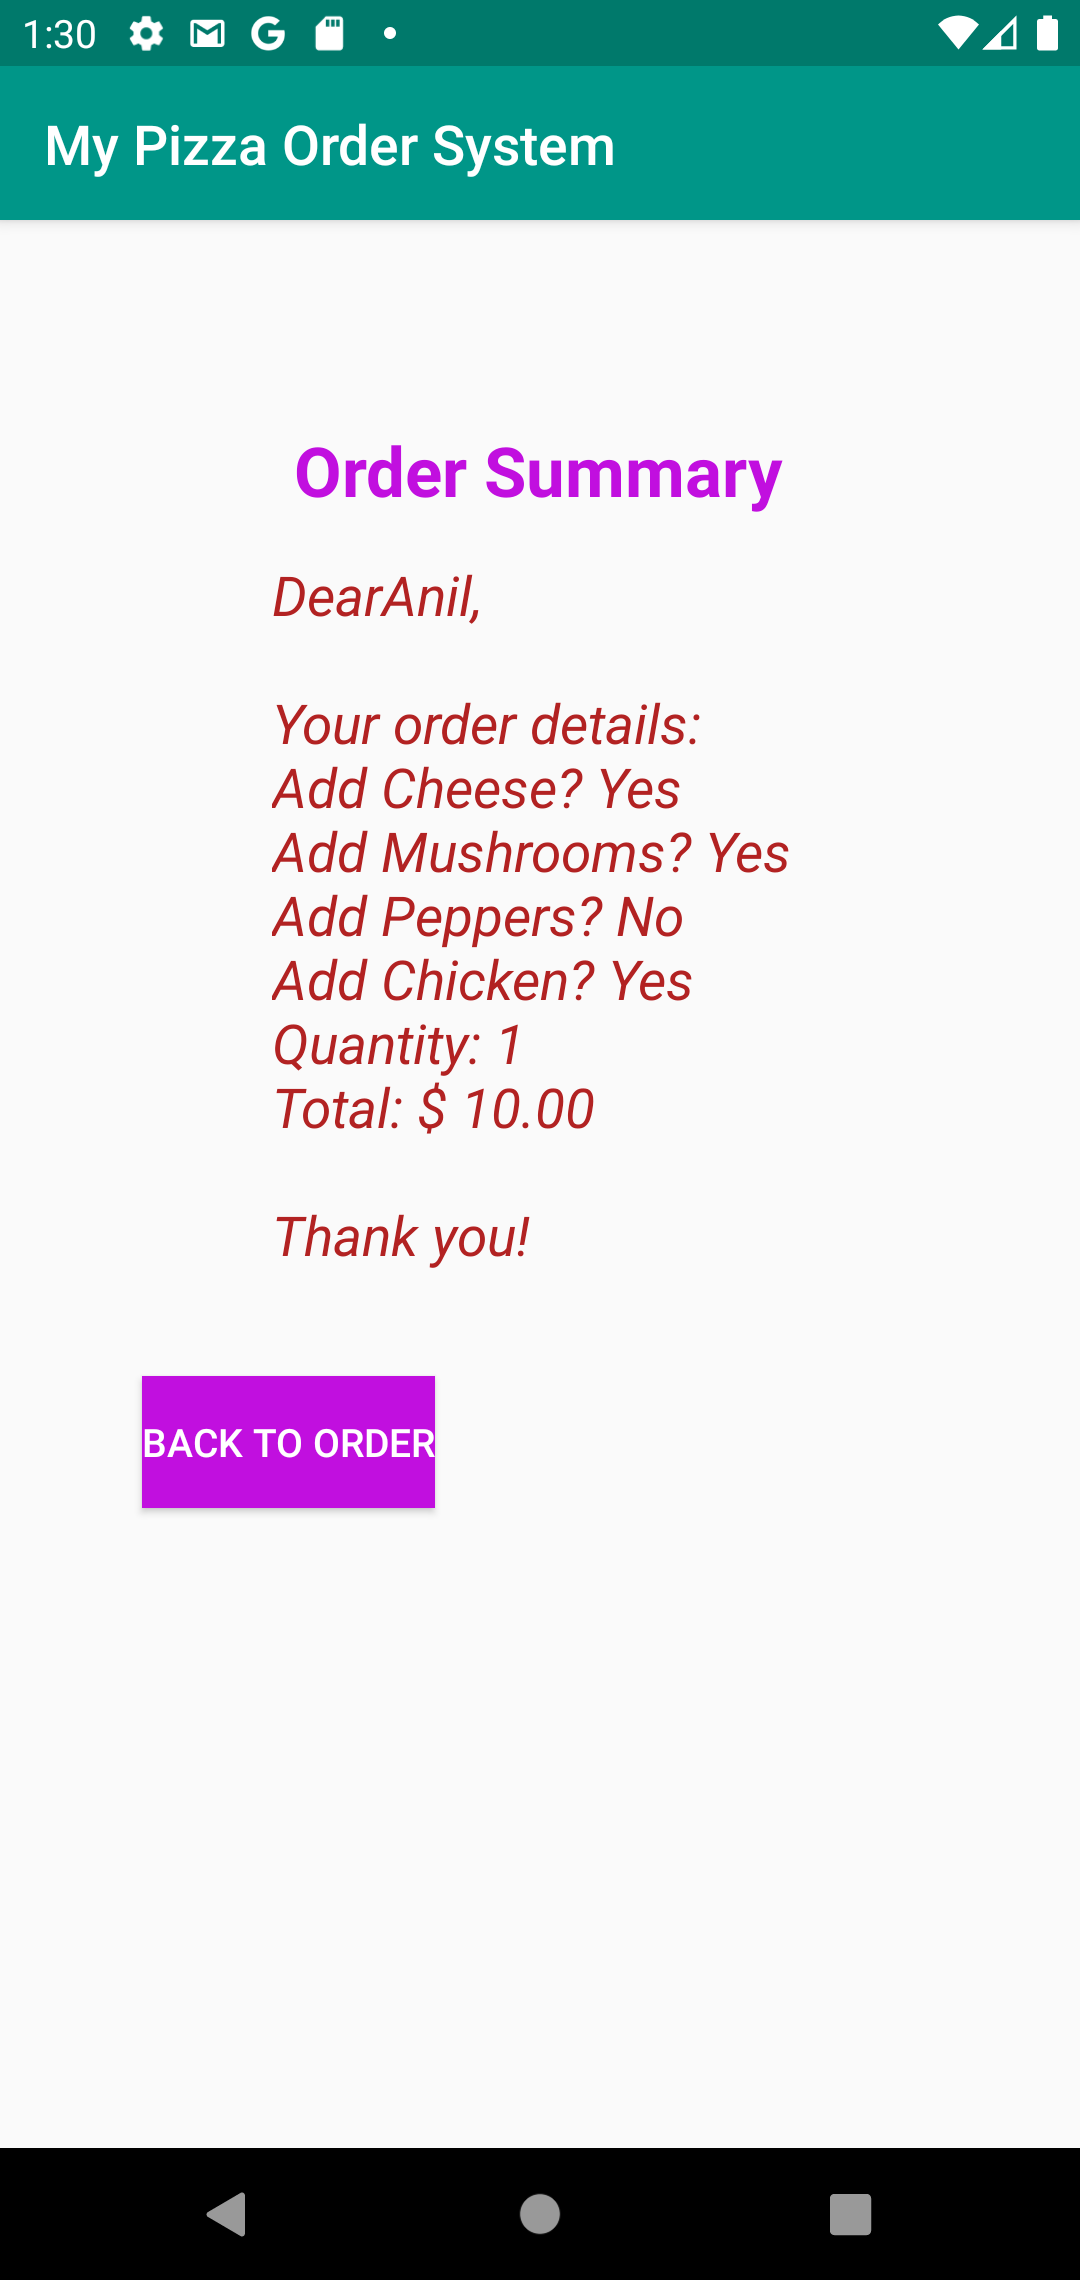 1:30
My Pizza Order System
Order Summary
DearAnil,
Your order details:
Add Cheese? Yes
Add Mushrooms? Yes
Add Peppers? No
Add Chicken? Yes
Quantity: 1
Total: $ 10.00
Thank you!
BACK TO ORDER